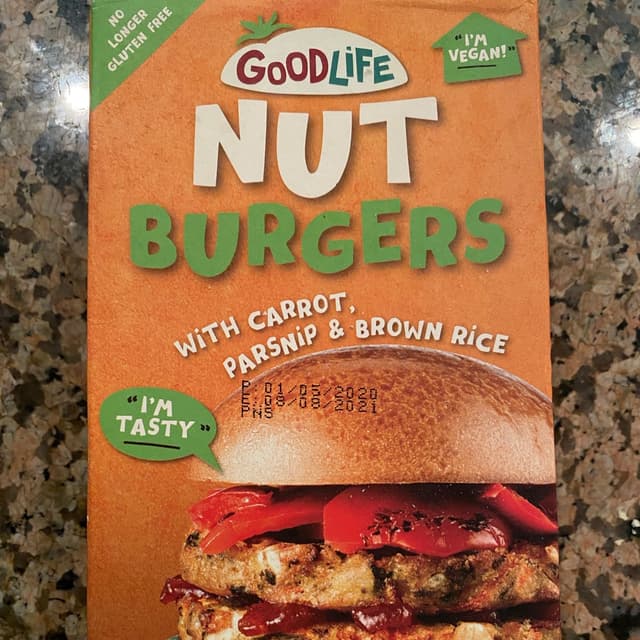 NO
LONGER
GLUTEN FREE
GOODLiFE
"I'M
VEGAN!"
NUT
BURGERS
WiTH CARROT,
PARSNiP & BROWN RiCE
P: 01/05/2020
E: 08/08/2021
PNS
"I'M
TASTY"